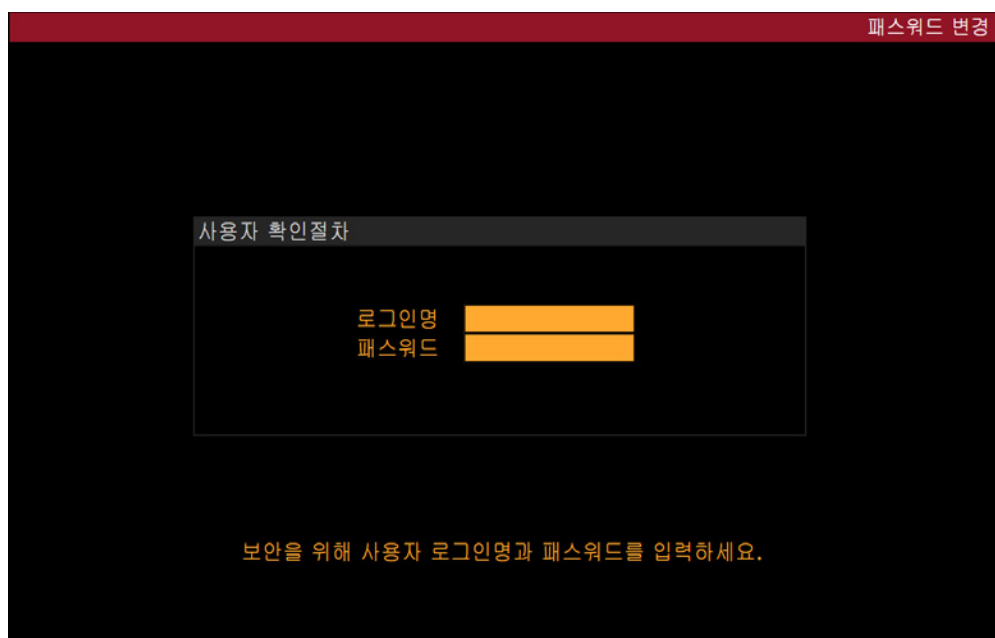 패스워드 변경
사용자 확인절차
로그인명
패스워드
보안을 위해 사용자 로그인명과 패스워드를 입력하세요.